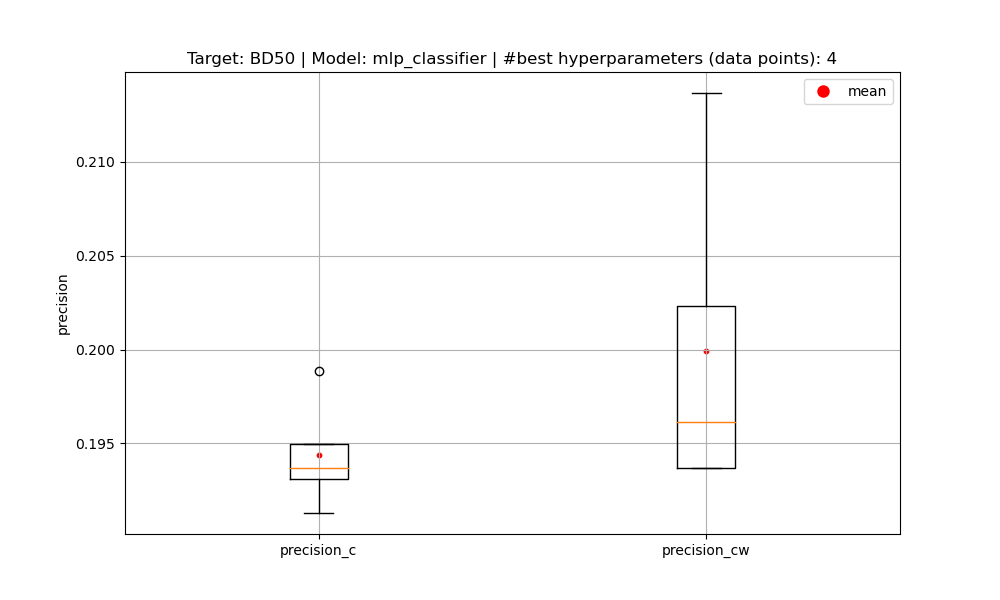 Target: BD50 | Model: mlp_classifier | #best hyperparameters (data points): 4
mean
0.210
0.205
0.200
0.195
precision
precision_c
precision_cw